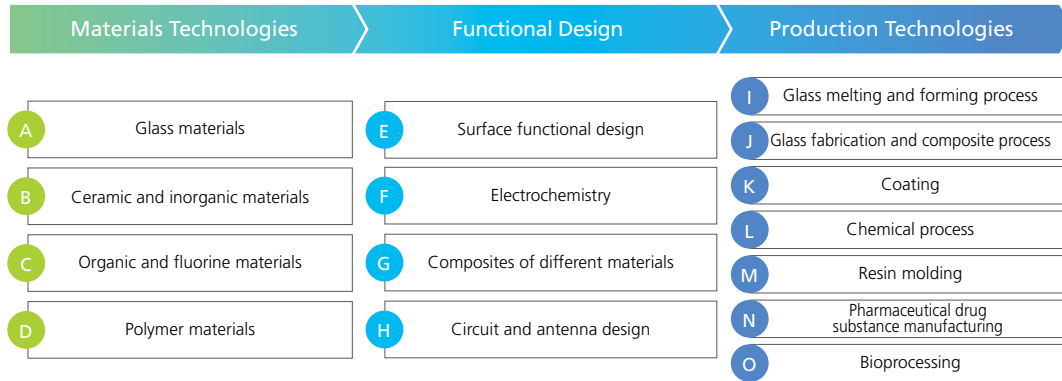 Materials Technologies
Functional Design
Production Technologies
A
Glass materials
B
Ceramic and inorganic materials
C
Organic and fluorine materials
D
Polymer materials
E
Surface functional design
F
Electrochemistry
G
Composites of different materials
H
Circuit and antenna design
I
Glass melting and forming process
J
Glass fabrication and composite process
K
Coating
L
Chemical process
M
Resin molding
N
Pharmaceutical drug
substance manufacturing
O
Bioprocessing